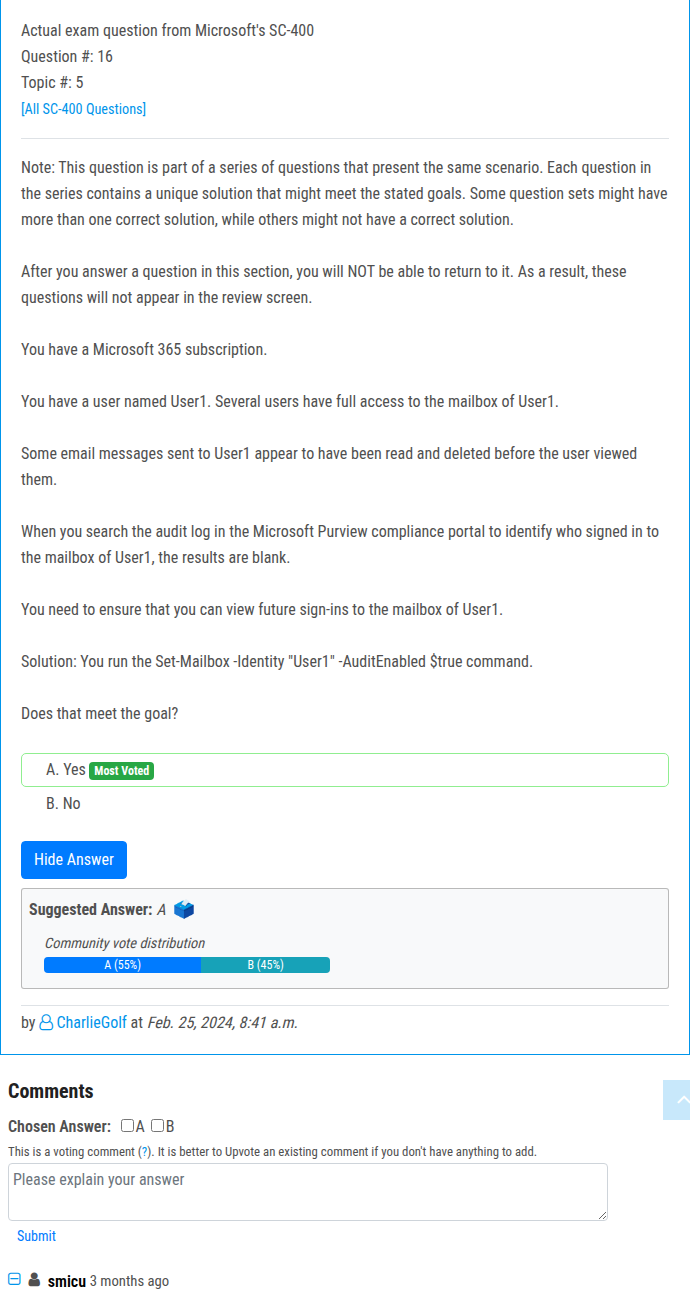 Actual exam question from Microsoft's SC-400
Question #: 16
Topic #: 5
[All SC-400 Questions]
Note: This question is part of a series of questions that present the same scenario. Each question in
the series contains a unique solution that might meet the stated goals. Some question sets might have
more than one correct solution, while others might not have a correct solution.
After you answer a question in this section, you will NOT be able to return to it. As a result, these
questions will not appear in the review screen.
You have a Microsoft 365 subscription.
You have a user named User1. Several users have full access to the mailbox of User1.
Some email messages sent to User1 appear to have been read and deleted before the user viewed
them.
When you search the audit log in the Microsoft Purview compliance portal to identify who signed in to
the mailbox of User1, the results are blank.
You need to ensure that you can view future sign-ins to the mailbox of User1.
Solution: You run the Set-Mailbox -Identity "User1" -AuditEnabled $true command.
Does that meet the goal?
A. Yes Most Voted
B. No
Hide Answer
Suggested Answer: A
Community vote distribution
A (55%) B (45%)
by CharlieGolf at Feb. 25, 2024, 8:41 a.m.
Comments
Chosen Answer: A B
This is a voting comment (?). It is better to Upvote an existing comment if you don't have anything to add.
Please explain your answer
Submit
smicu 3 months ago